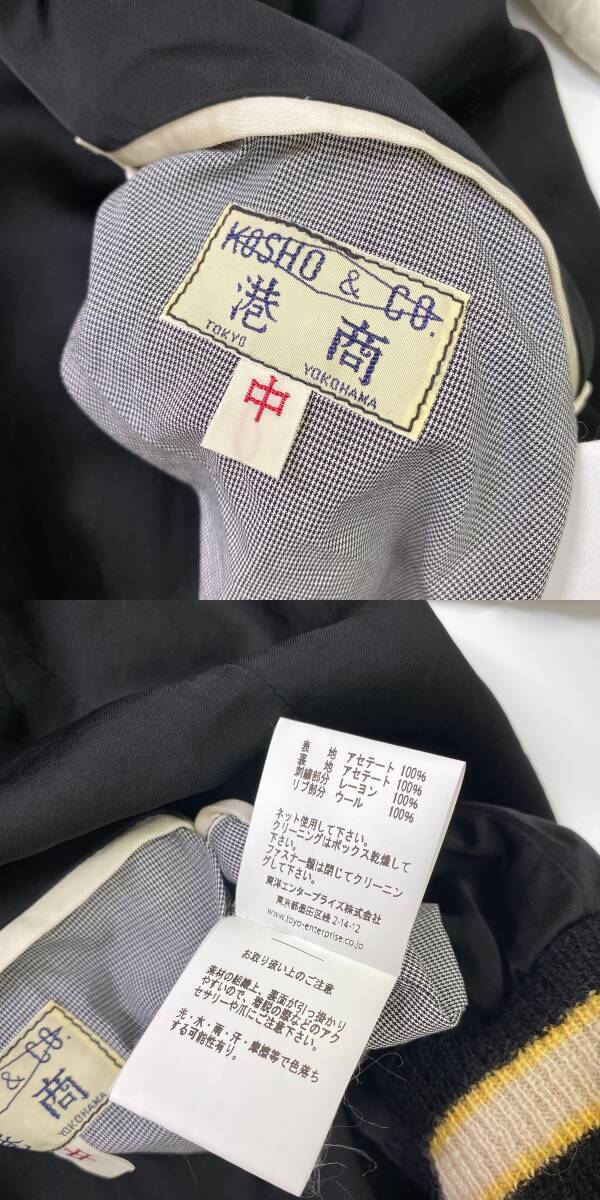 KOSHO & CO.
港商
TOKYO YOKOHAMA
中
表地 アセテート 100%
裏地 アセテート 100%
刺繍部分 レーヨン 100%
リブ部分 ウール 100%
ネット使用して下さい。
クリーニングはボックス乾燥して
下さい。
ファスナー類は閉じてクリーニン
グして下さい。
東洋エンタープライズ株式会社
東京都墨田区緑 2-14-12
www.toyo-enterprise.co.jp
お取り扱い上のご注意
素材の組織上、裏面が引っ掛かり
やすいので、着脱の際などのアク
セサリーや爪にご注意下さい。
光・水・雨・汗・摩擦等で色落ち
する可能性有り。
& CO.
商
YOKOHAMA
中